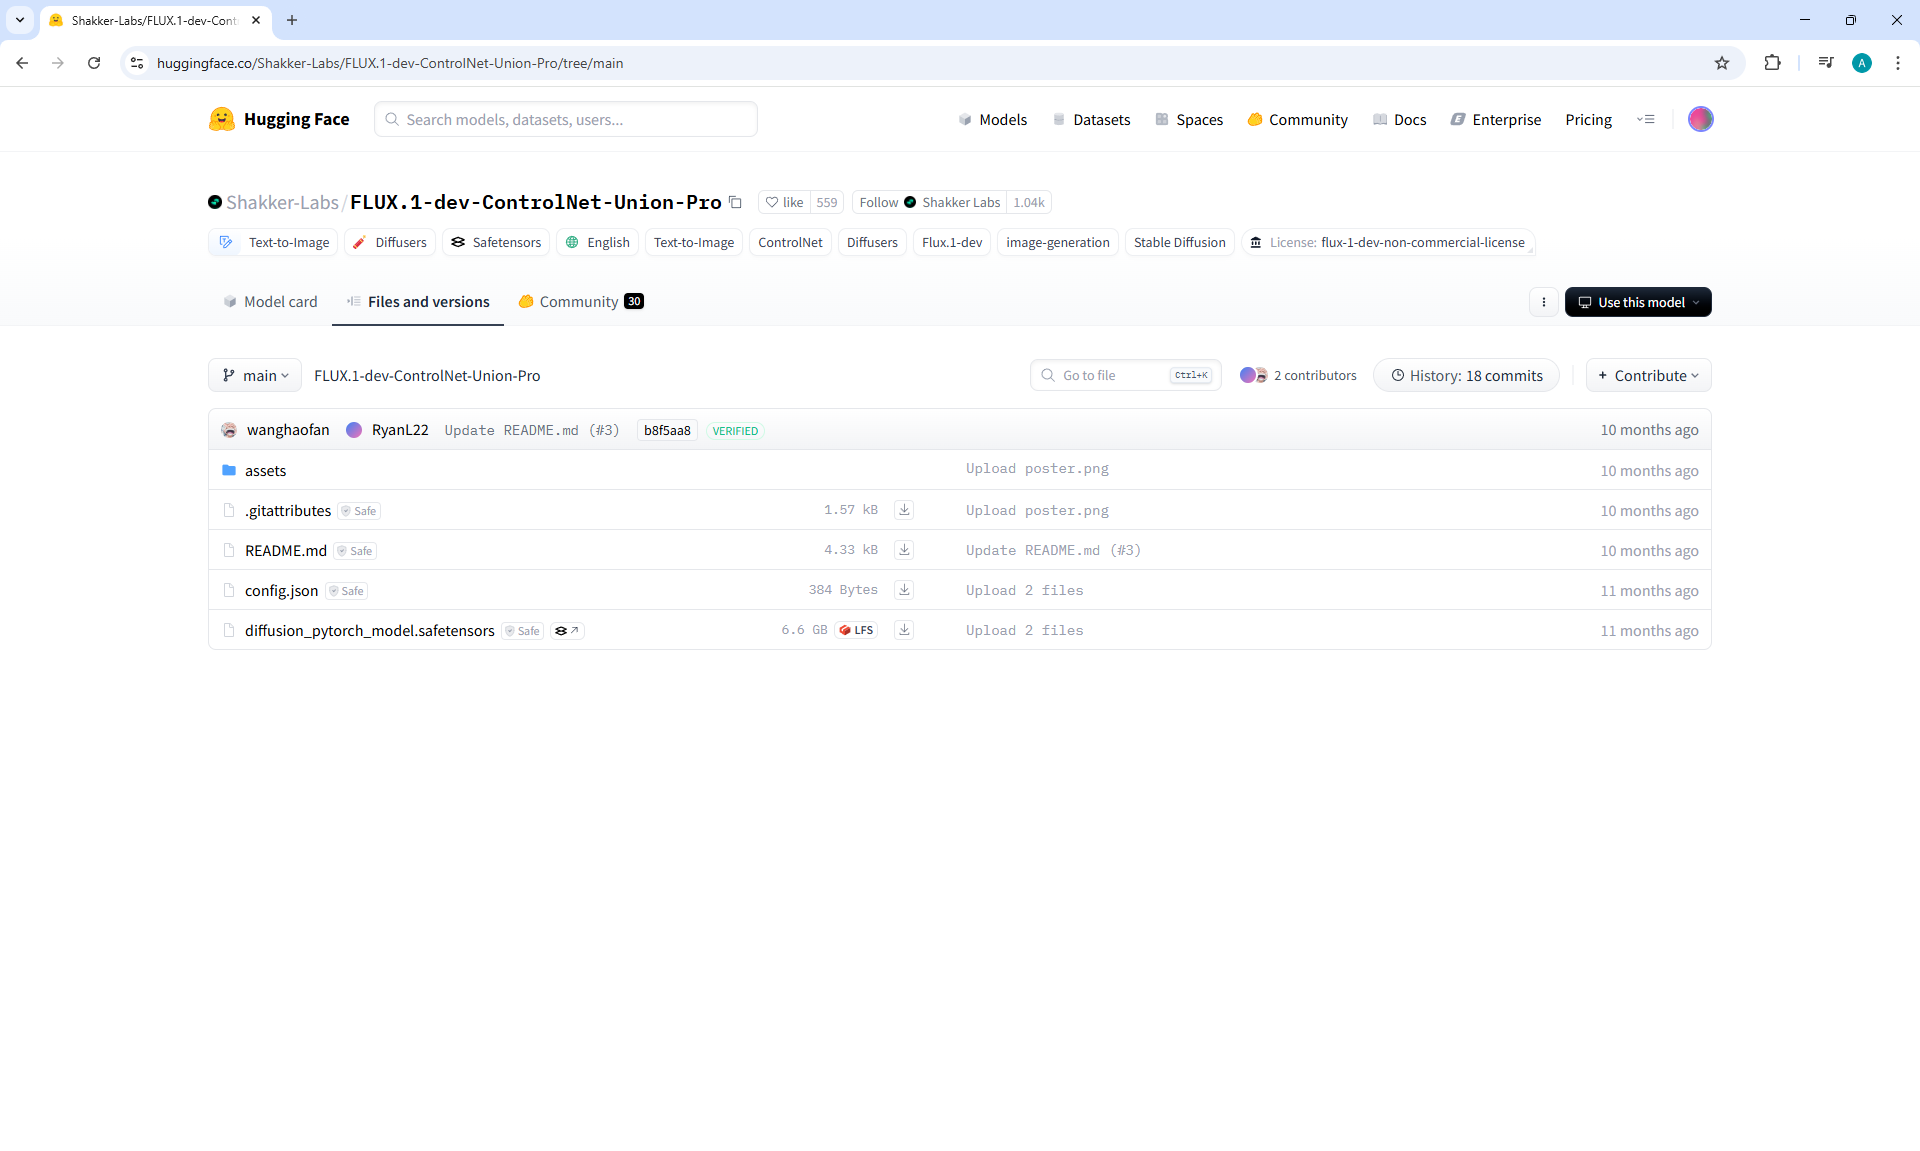 Shakker-Labs/FLUX.1-dev-Cont
huggingface.co/Shakker-Labs/FLUX.1-dev-ControlNet-Union-Pro/tree/main
A
Hugging Face
Search models, datasets, users...
Models
Datasets
Spaces
Community
Docs
Enterprise
Pricing
Shakker-Labs/FLUX.1-dev-ControlNet-Union-Pro
like 559
Follow Shakker Labs 1.04k
Text-to-Image
Diffusers
Safetensors
English
Text-to-Image
ControlNet
Diffusers
Flux.1-dev
image-generation
Stable Diffusion
License: flux-1-dev-non-commercial-license
Model card
Files and versions
Community 30
Use this model
main
FLUX.1-dev-ControlNet-Union-Pro
Go to file Ctrl+K
2 contributors
History: 18 commits
+ Contribute
wanghaofan RyanL22 Update README.md (#3) b8f5aa8 VERIFIED 10 months ago
assets Upload poster.png 10 months ago
.gitattributes Safe 1.57 kB Upload poster.png 10 months ago
README.md Safe 4.33 kB Update README.md (#3) 10 months ago
config.json Safe 384 Bytes Upload 2 files 11 months ago
diffusion_pytorch_model.safetensors Safe 6.6 GB LFS Upload 2 files 11 months ago